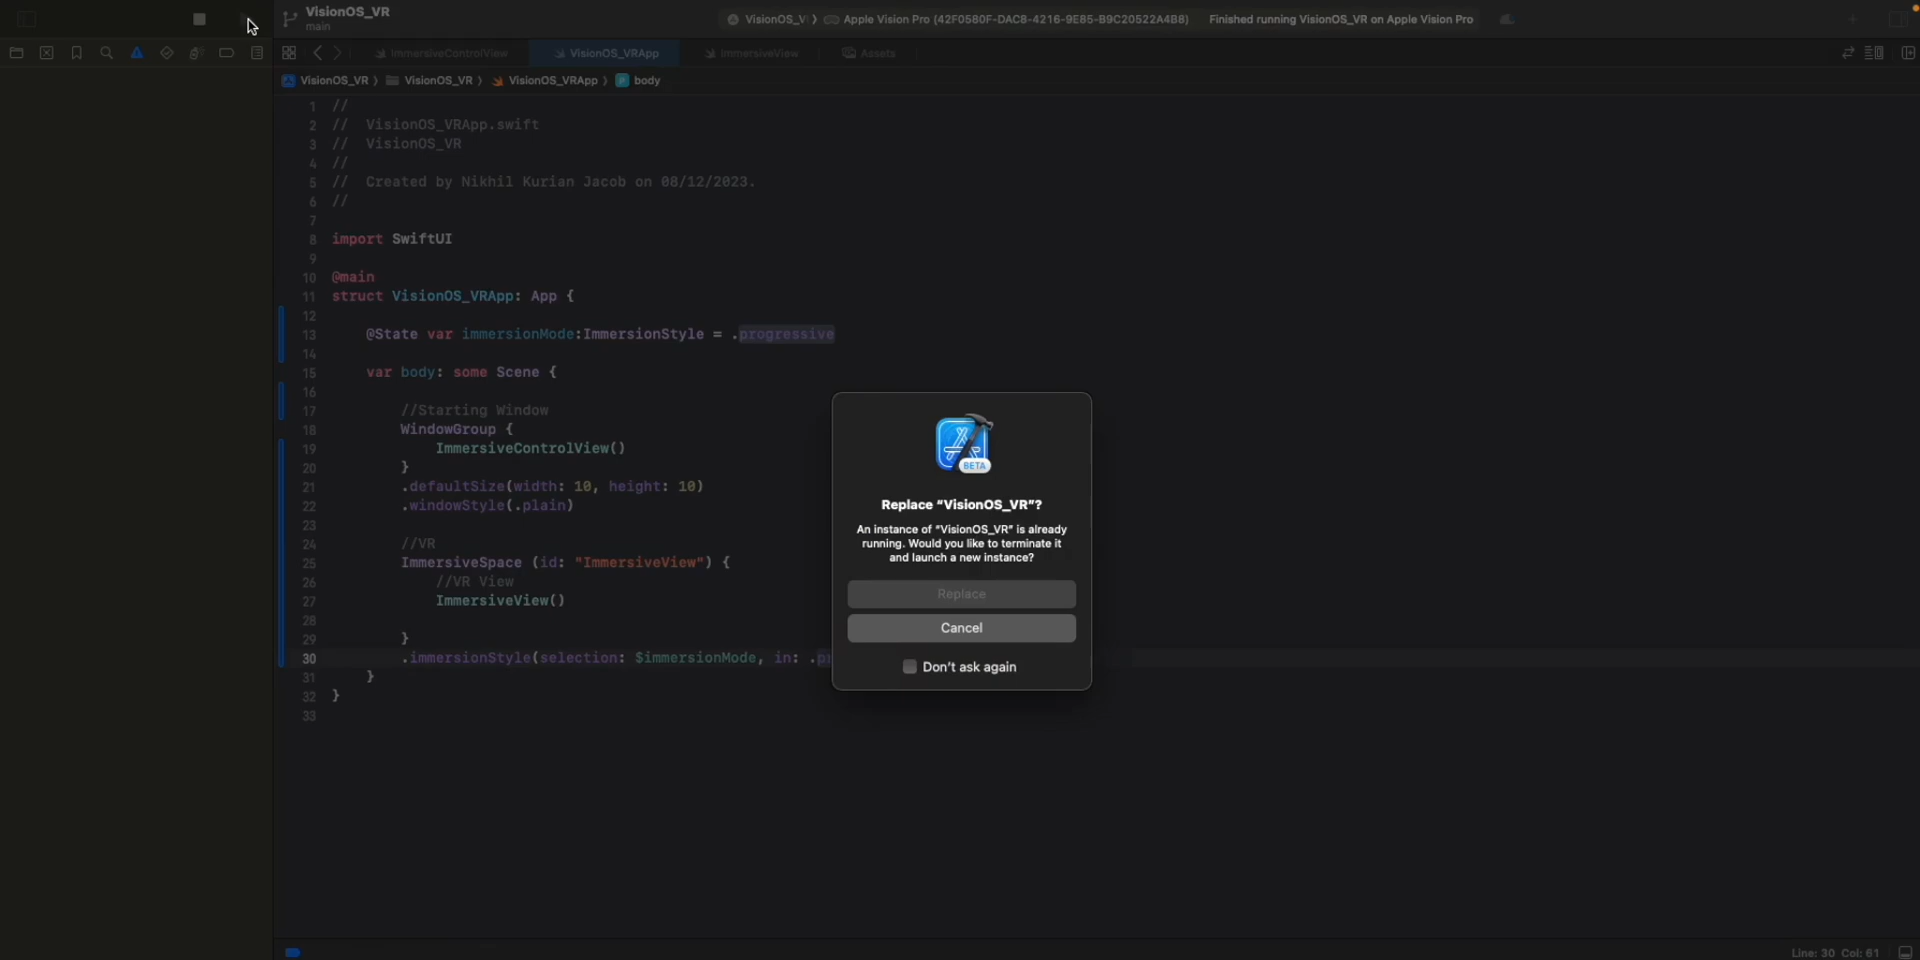 VisionOS_VR
main
VisionOS_V Apple Vision Pro (42F0580F-DAC8-4216-9E85-B9C20522A4B8) Finished running VisionOS_VR on Apple Vision Pro
ImmersiveControlView VisionOS_VRApp ImmersiveView Assets
VisionOS_VR VisionOS_VR VisionOS_VRApp body
1 //
2 // VisionOS_VRApp.swift
3 // VisionOS_VR
4 //
5 // Created by Nikhil Kurian Jacob on 08/12/2023.
6 //
7
8 import SwiftUI
9
10 @main
11 struct VisionOS_VRApp: App {
12
13 @State var immersionMode:ImmersionStyle = .progressive
14
15 var body: some Scene {
16
17 //Starting Window
18 WindowGroup {
19 ImmersiveControlView()
20 }
21 .defaultSize(width: 10, height: 10)
22 .windowStyle(.plain)
23
24 //VR
25 ImmersiveSpace (id: "ImmersiveView") {
26 //VR View
27 ImmersiveView()
28
29 }
30 .immersionStyle(selection: $immersionMode, in: .p
31 }
32 }
33
BETA
Replace “VisionOS_VR”?
An instance of “VisionOS_VR” is already
running. Would you like to terminate it
and launch a new instance?
Replace
Cancel
Don't ask again
Line: 30 Col: 61